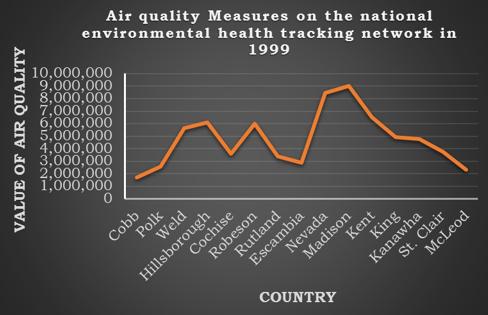 Air quality Measures on the national
environmental health tracking network in
1999
VALUE OF AIR QUALITY
10,000,000
9,000,000
8,000,000
7,000,000
6,000,000
5,000,000
4,000,000
3,000,000
2,000,000
1,000,000
0
Cobb
Polk
Weld
Hillsborough
Cochise
Robeson
Rutland
Escambia
Nevada
Madison
Kent
King
Kanawha
St. Clair
McLeod
COUNTRY